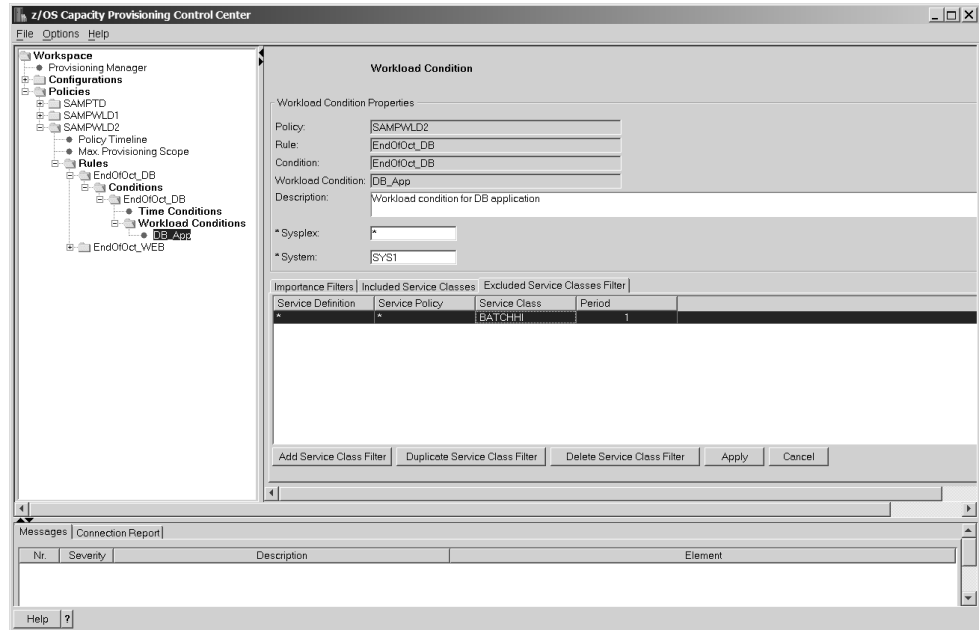 z/OS Capacity Provisioning Control Center
File Options Help
Workspace
Provisioning Manager
Configurations
Policies
SAMPTD
SAMPWLD1
SAMPWLD2
Policy Timeline
Max. Provisioning Scope
Rules
EndOfOct_DB
Conditions
EndOfOct_DB
Time Conditions
Workload Conditions
DB_App
EndOfOct_WEB
Workload Condition
Workload Condition Properties
Policy: SAMPWLD2
Rule: EndOfOct_DB
Condition: EndOfOct_DB
Workload Condition: DB_App
Description: Workload condition for DB application
* Sysplex: *
* System: SYS1
Importance Filters Included Service Classes Excluded Service Classes Filter
Service Definition Service Policy Service Class Period
* * BATCHHI 1
Add Service Class Filter Duplicate Service Class Filter Delete Service Class Filter Apply Cancel
Messages Connection Report
Nr. Severity Description Element
Help ?